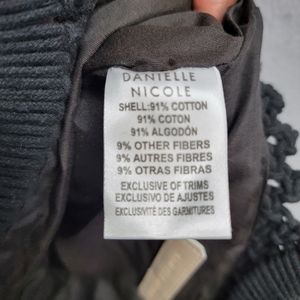 DANIELLE
NICOLE
SHELL:91% COTTON
91% COTON
91% ALGODÓN
9% OTHER FIBERS
9% AUTRES FIBRES
9% OTRAS FIBRAS
EXCLUSIVE OF TRIMS
EXCLUSIVO DE AJUSTES
EXCLUSIVITÉ DES GARNITURES